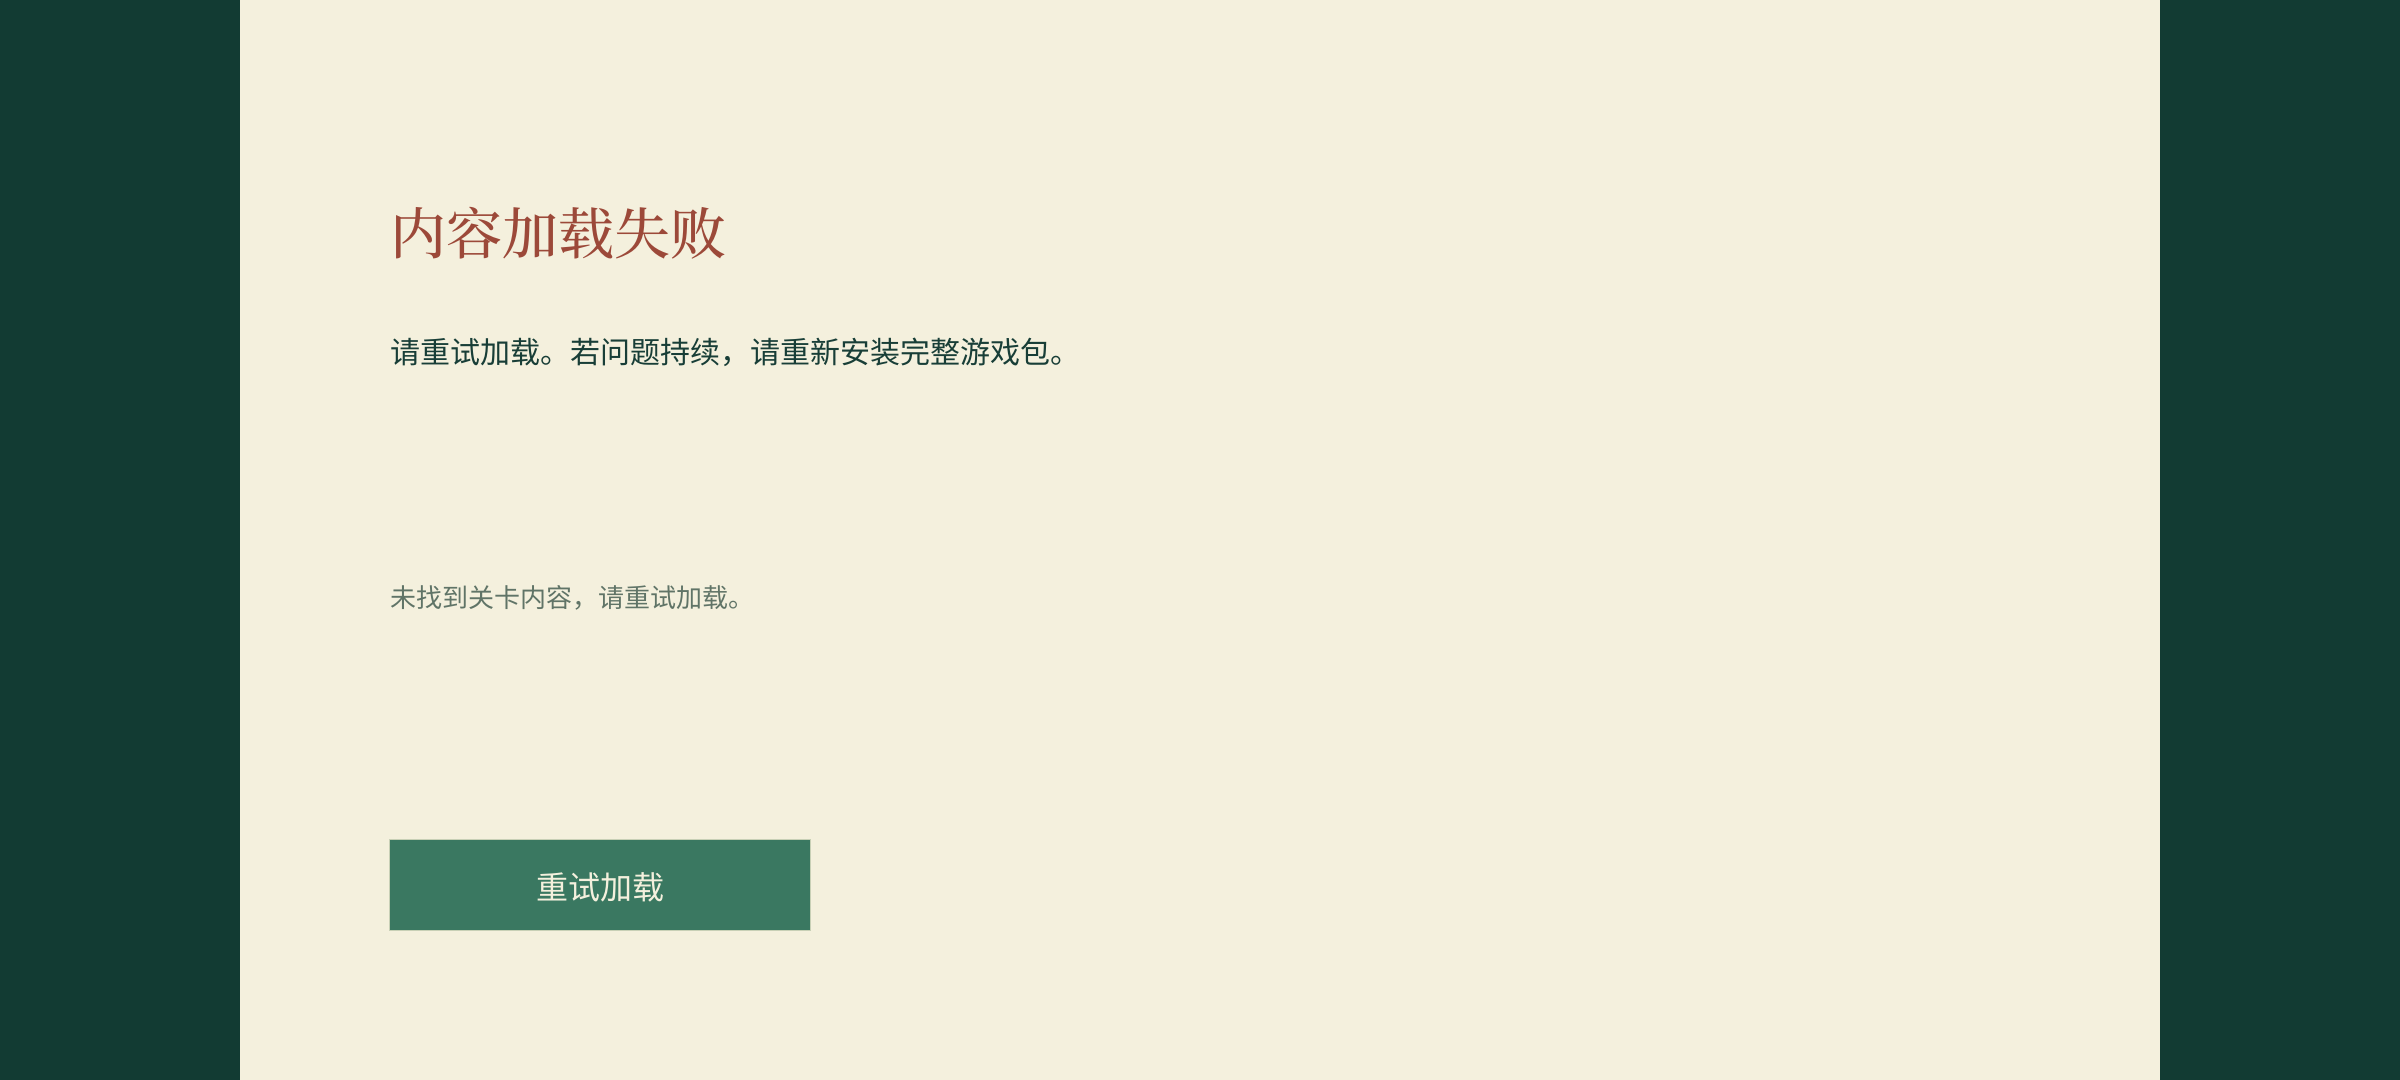 内容加载失败
请重试加载。若问题持续，请重新安装完整游戏包。
未找到关卡内容，请重试加载。
重试加载